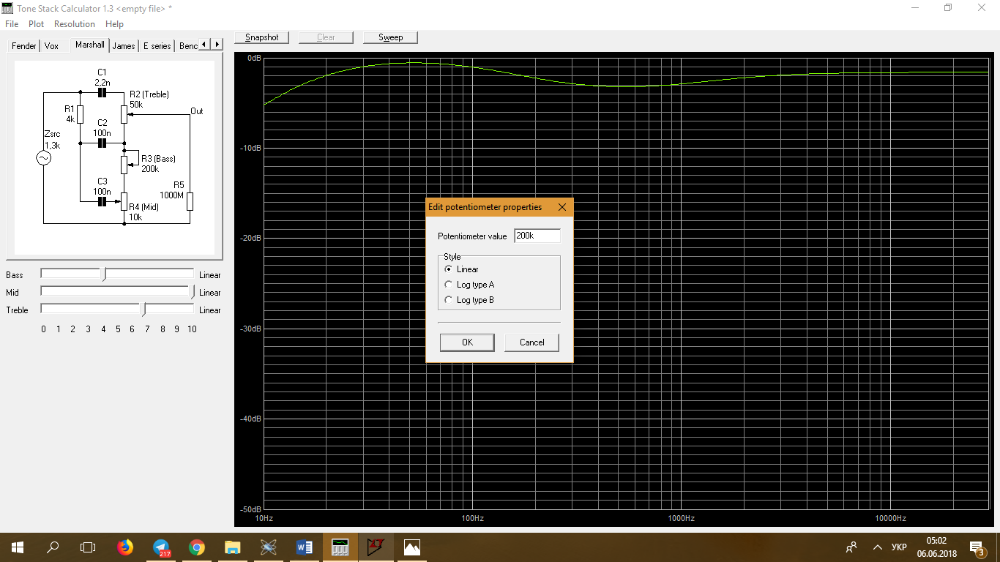 Tone Stack Calculator 1.3 <empty file> *
File Plot Resolution Help
Snapshot Clear Sweep
Fender Vox Marshall James E series Benc
C1
2,2n
R2 (Treble)
50k
Out
R1
4k
C2
100n
Zsrc
1,3k
R3 (Bass)
200k
C3
100n
R5
1000M
R4 (Mid)
10k
Bass Linear
Mid Linear
Treble Linear
0 1 2 3 4 5 6 7 8 9 10
0dB
-10dB
-20dB
-30dB
-40dB
-50dB
10Hz 100Hz 1000Hz 10000Hz
Edit potentiometer properties
Potentiometer value 200k
Style
Linear
Log type A
Log type B
OK Cancel
217
УКР
05:02
06.06.2018
3